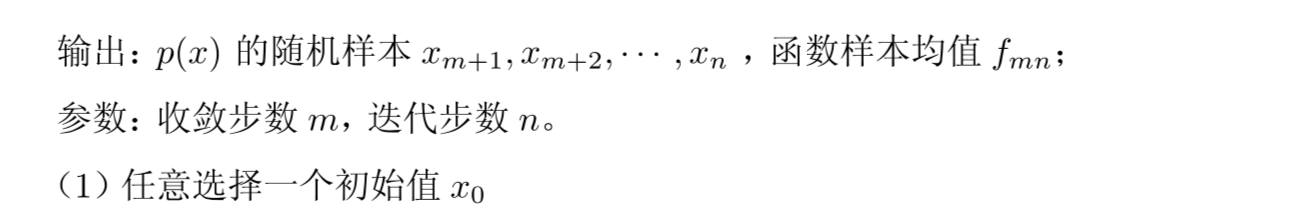 输出：p(x) 的随机样本 x_{m+1}, x_{m+2}, ⋯ , x_n ，函数样本均值 f_{mn}；
参数：收敛步数 m，迭代步数 n。
（1）任意选择一个初始值 x_0